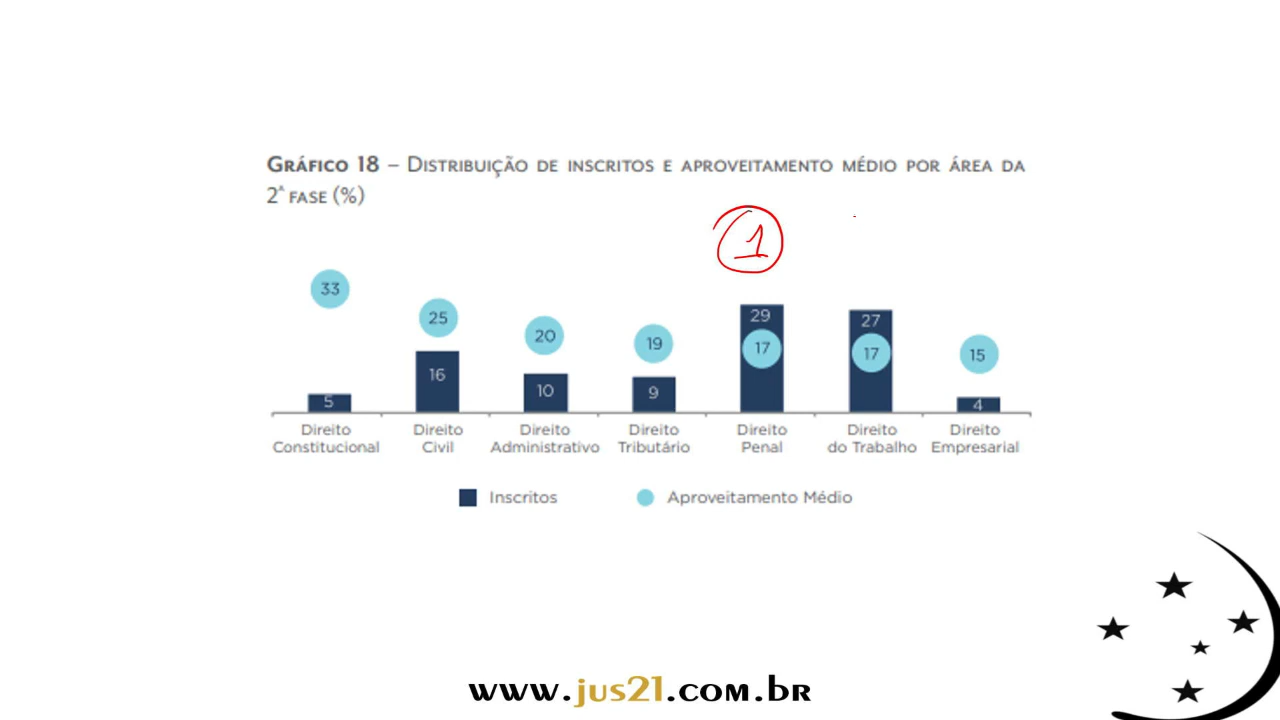 GRÁFICO 18 – DISTRIBUIÇÃO DE INSCRITOS E APROVEITAMENTO MÉDIO POR ÁREA DA
2ª FASE (%)
1
33
25
20
19
29
17
27
17
15
5
16
10
9
4
Direito Constitucional
Direito Civil
Direito Administrativo
Direito Tributário
Direito Penal
Direito do Trabalho
Direito Empresarial
Inscritos
Aproveitamento Médio
www.jus21.com.br